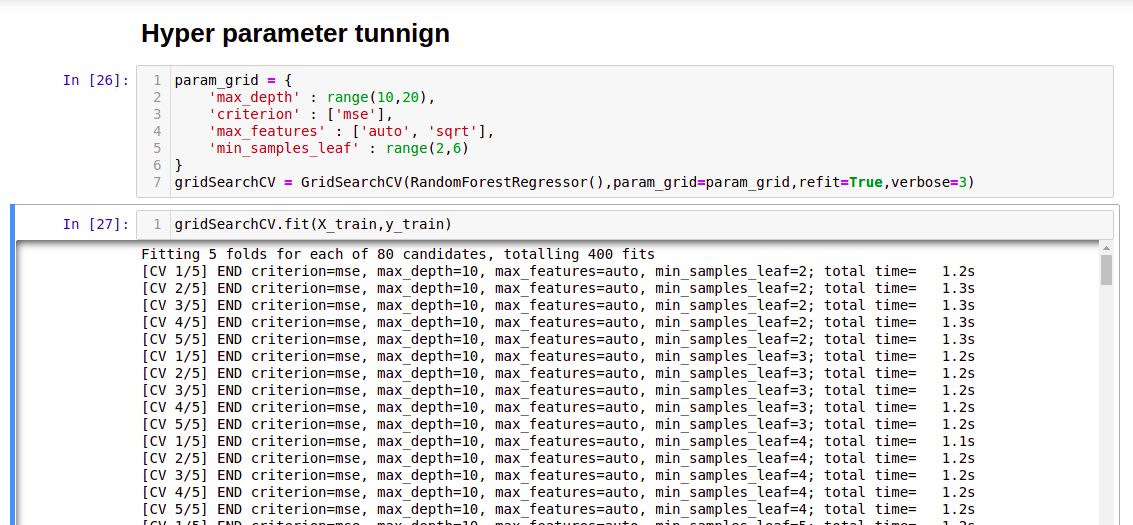 Hyper parameter tunnign
In [26]:
1 param_grid = {
2     'max_depth' : range(10,20),
3     'criterion' : ['mse'],
4     'max_features' : ['auto', 'sqrt'],
5     'min_samples_leaf' : range(2,6)
6 }
7 gridSearchCV = GridSearchCV(RandomForestRegressor(),param_grid=param_grid,refit=True,verbose=3)
In [27]:
1 gridSearchCV.fit(X_train,y_train)
Fitting 5 folds for each of 80 candidates, totalling 400 fits
[CV 1/5] END criterion=mse, max_depth=10, max_features=auto, min_samples_leaf=2; total time=   1.2s
[CV 2/5] END criterion=mse, max_depth=10, max_features=auto, min_samples_leaf=2; total time=   1.3s
[CV 3/5] END criterion=mse, max_depth=10, max_features=auto, min_samples_leaf=2; total time=   1.3s
[CV 4/5] END criterion=mse, max_depth=10, max_features=auto, min_samples_leaf=2; total time=   1.3s
[CV 5/5] END criterion=mse, max_depth=10, max_features=auto, min_samples_leaf=2; total time=   1.3s
[CV 1/5] END criterion=mse, max_depth=10, max_features=auto, min_samples_leaf=3; total time=   1.2s
[CV 2/5] END criterion=mse, max_depth=10, max_features=auto, min_samples_leaf=3; total time=   1.2s
[CV 3/5] END criterion=mse, max_depth=10, max_features=auto, min_samples_leaf=3; total time=   1.2s
[CV 4/5] END criterion=mse, max_depth=10, max_features=auto, min_samples_leaf=3; total time=   1.2s
[CV 5/5] END criterion=mse, max_depth=10, max_features=auto, min_samples_leaf=3; total time=   1.2s
[CV 1/5] END criterion=mse, max_depth=10, max_features=auto, min_samples_leaf=4; total time=   1.1s
[CV 2/5] END criterion=mse, max_depth=10, max_features=auto, min_samples_leaf=4; total time=   1.2s
[CV 3/5] END criterion=mse, max_depth=10, max_features=auto, min_samples_leaf=4; total time=   1.2s
[CV 4/5] END criterion=mse, max_depth=10, max_features=auto, min_samples_leaf=4; total time=   1.2s
[CV 5/5] END criterion=mse, max_depth=10, max_features=auto, min_samples_leaf=4; total time=   1.2s